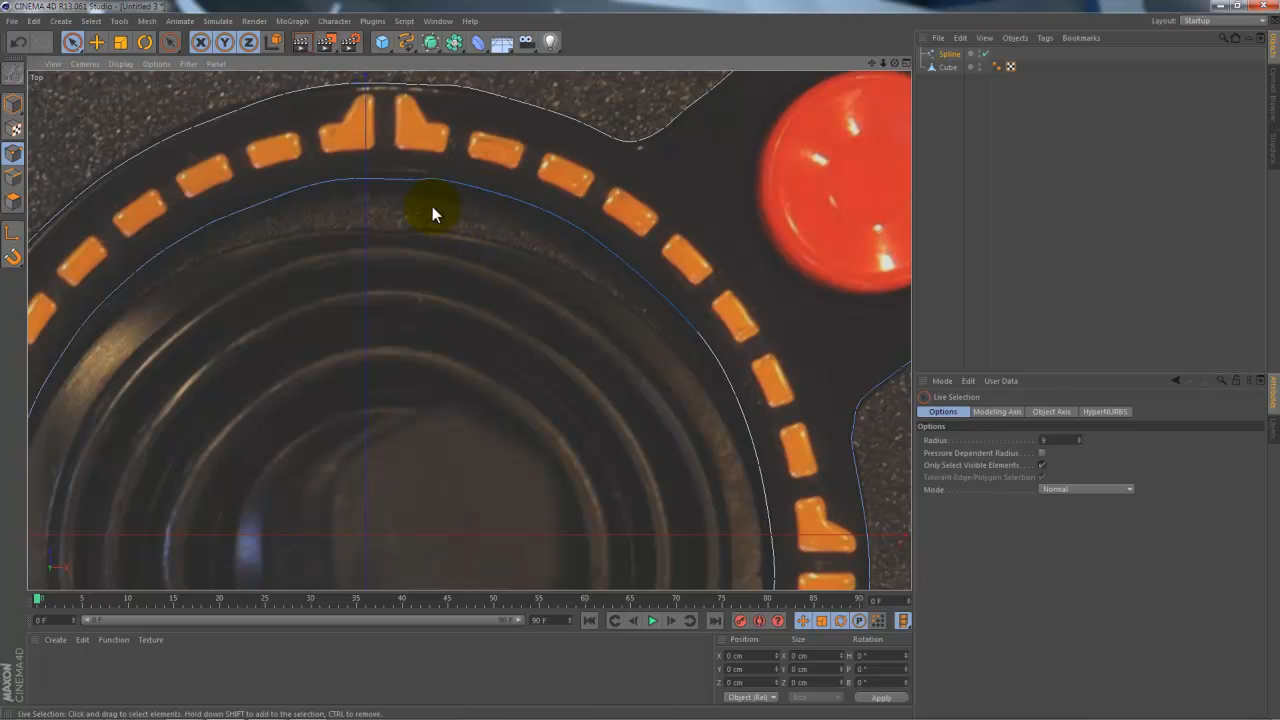 CINEMA 4D R13.061 Studio - [Untitled 3 *]
File Edit Create Select Tools Mesh Animate Simulate Render MoGraph Character Plugins Script Window Help
Layout: Startup
View Cameras Display Options Filter Panel
File Edit View Objects Tags Bookmarks
Top
Spline
Cube
Mode Edit User Data
Live Selection
Options Modeling Axis Object Axis HyperNURBS
Options
Radius 9
Pressure Dependent Radius
Only Select Visible Elements
Tolerant Edge/Polygon Selection
Mode Normal
0 5 10 15 20 25 30 35 40 45 50 55 60 65 70 75 80 85 90 0 F
0 F 0 F 90 F 90 F
Create Edit Function Texture
Position Size Rotation
X 0 cm X 0 cm H 0 °
Y 0 cm Y 0 cm P 0 °
Z 0 cm Z 0 cm B 0 °
Object (Rel) Size Apply
MAXON CINEMA 4D
Live Selection: Click and drag to select elements. Hold down SHIFT to add to the selection, CTRL to remove.